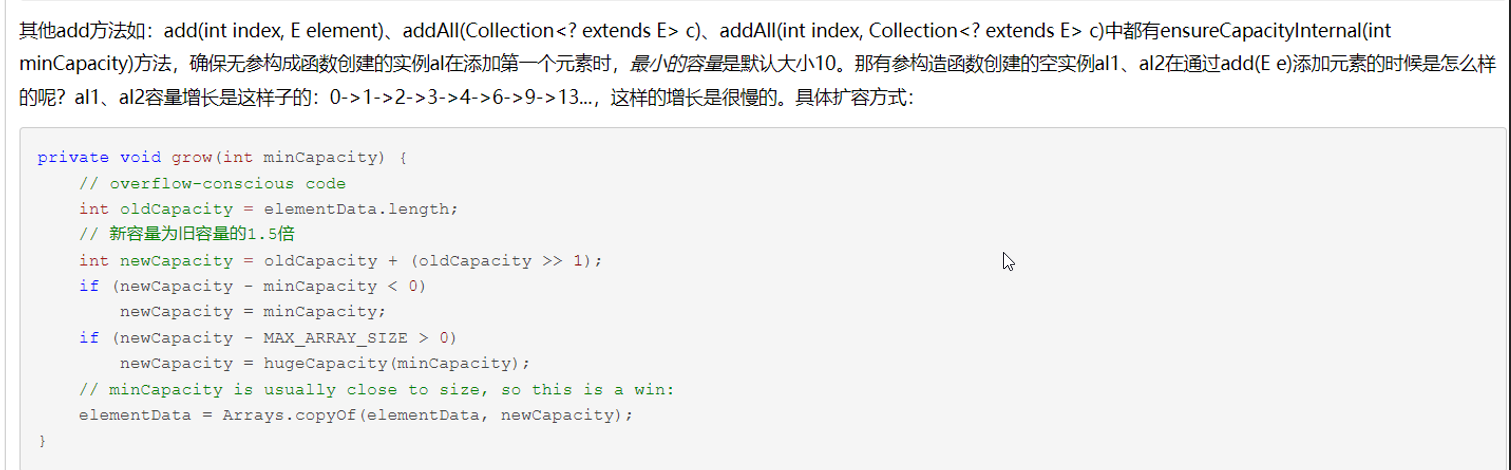 其他add方法如：add(int index, E element)、addAll(Collection<? extends E> c)、addAll(int index, Collection<? extends E> c)中都有ensureCapacityInternal(int
minCapacity)方法，确保无参构成函数创建的实例al在添加第一个元素时，最小的容量是默认大小10。那有参构造函数创建的空实例al1、al2在通过add(E e)添加元素的时候是怎么样
的呢？al1、al2容量增长是这样子的：0->1->2->3->4->6->9->13...，这样的增长是很慢的。具体扩容方式：
private void grow(int minCapacity) {
    // overflow-conscious code
    int oldCapacity = elementData.length;
    // 新容量为旧容量的1.5倍
    int newCapacity = oldCapacity + (oldCapacity >> 1);
    if (newCapacity - minCapacity < 0)
        newCapacity = minCapacity;
    if (newCapacity - MAX_ARRAY_SIZE > 0)
        newCapacity = hugeCapacity(minCapacity);
    // minCapacity is usually close to size, so this is a win:
    elementData = Arrays.copyOf(elementData, newCapacity);
}